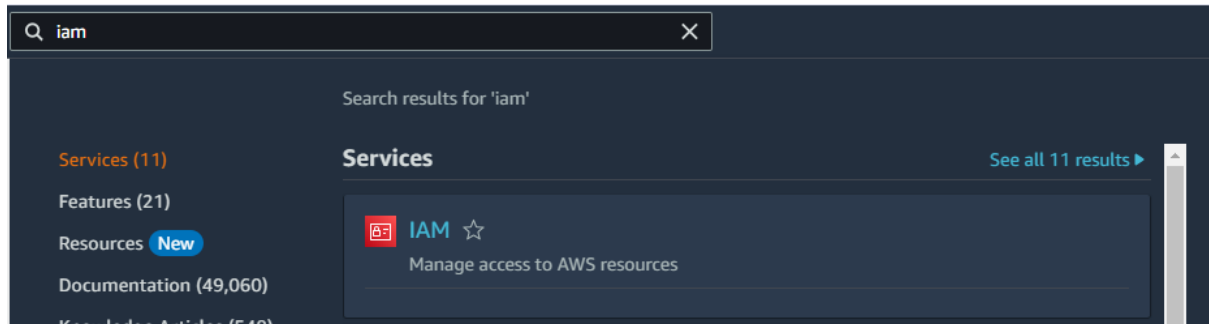 iam
Search results for 'iam'
Services (11)
Features (21)
Resources New
Documentation (49,060)
Services
See all 11 results
IAM
Manage access to AWS resources